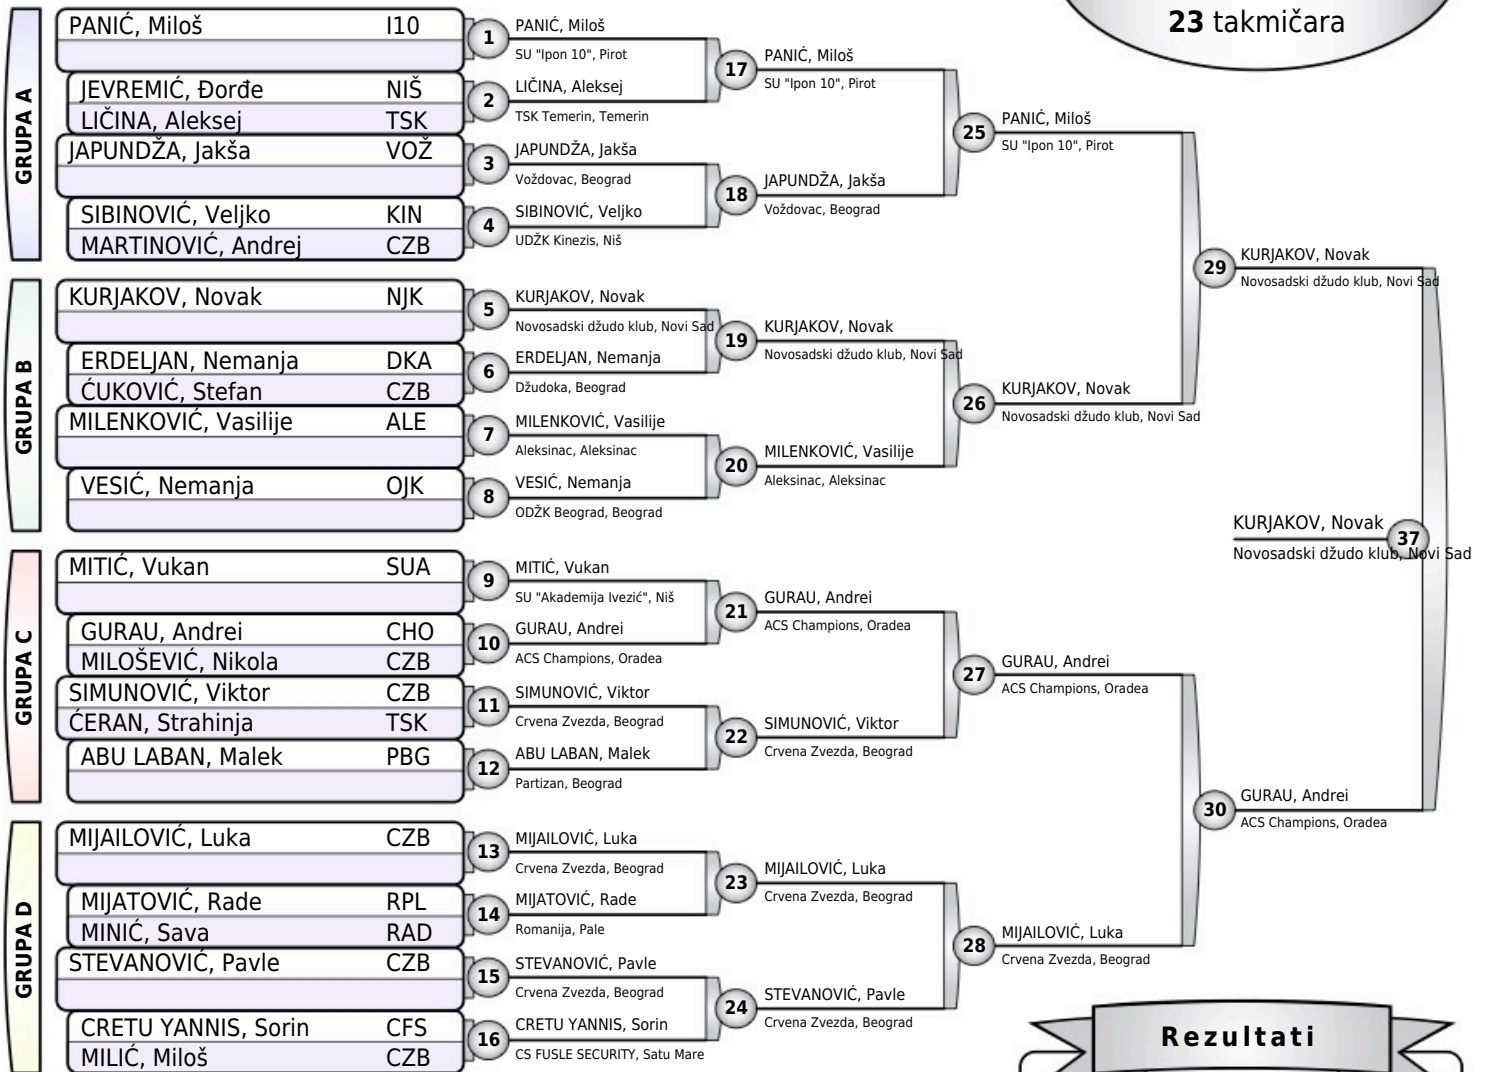 23 takmičara
GRUPA A
PANIĆ, Miloš I10
JEVREMIĆ, Đorđe NIŠ
LIČINA, Aleksej TSK
JAPUNDŽA, Jakša VOŽ
SIBINOVIĆ, Veljko KIN
MARTINOVIĆ, Andrej CZB
GRUPA B
KURJAKOV, Novak NJK
ERDELJAN, Nemanja DKA
ĆUKOVIĆ, Stefan CZB
MILENKOVIĆ, Vasilije ALE
VESIĆ, Nemanja OJK
GRUPA C
MITIĆ, Vukan SUA
GURAU, Andrei CHO
MILOŠEVIĆ, Nikola CZB
SIMUNOVIĆ, Viktor CZB
ĆERAN, Strahinja TSK
ABU LABAN, Malek PBG
GRUPA D
MIJAILOVIĆ, Luka CZB
MIJATOVIĆ, Rade RPL
MINIĆ, Sava RAD
STEVANOVIĆ, Pavle CZB
CRETU YANNIS, Sorin CFS
MILIĆ, Miloš CZB
1 PANIĆ, Miloš
SU "Ipon 10", Pirot
2 LIČINA, Aleksej
TSK Temerin, Temerin
3 JAPUNDŽA, Jakša
Voždovac, Beograd
4 SIBINOVIĆ, Veljko
UDŽK Kinezis, Niš
5 KURJAKOV, Novak
Novosadski džudo klub, Novi Sad
6 ERDELJAN, Nemanja
Džudoka, Beograd
7 MILENKOVIĆ, Vasilije
Aleksinac, Aleksinac
8 VESIĆ, Nemanja
ODŽK Beograd, Beograd
9 MITIĆ, Vukan
SU "Akademija Ivezić", Niš
10 GURAU, Andrei
ACS Champions, Oradea
11 SIMUNOVIĆ, Viktor
Crvena Zvezda, Beograd
12 ABU LABAN, Malek
Partizan, Beograd
13 MIJAILOVIĆ, Luka
Crvena Zvezda, Beograd
14 MIJATOVIĆ, Rade
Romanija, Pale
15 STEVANOVIĆ, Pavle
Crvena Zvezda, Beograd
16 CRETU YANNIS, Sorin
CS FUSLE SECURITY, Satu Mare
17 PANIĆ, Miloš
SU "Ipon 10", Pirot
18 JAPUNDŽA, Jakša
Voždovac, Beograd
19 KURJAKOV, Novak
Novosadski džudo klub, Novi Sad
20 MILENKOVIĆ, Vasilije
Aleksinac, Aleksinac
21 GURAU, Andrei
ACS Champions, Oradea
22 SIMUNOVIĆ, Viktor
Crvena Zvezda, Beograd
23 MIJAILOVIĆ, Luka
Crvena Zvezda, Beograd
24 STEVANOVIĆ, Pavle
Crvena Zvezda, Beograd
25 PANIĆ, Miloš
SU "Ipon 10", Pirot
26 KURJAKOV, Novak
Novosadski džudo klub, Novi Sad
27 GURAU, Andrei
ACS Champions, Oradea
28 MIJAILOVIĆ, Luka
Crvena Zvezda, Beograd
29 KURJAKOV, Novak
Novosadski džudo klub, Novi Sad
30 GURAU, Andrei
ACS Champions, Oradea
KURJAKOV, Novak 37
Novosadski džudo klub, Novi Sad
Rezultati